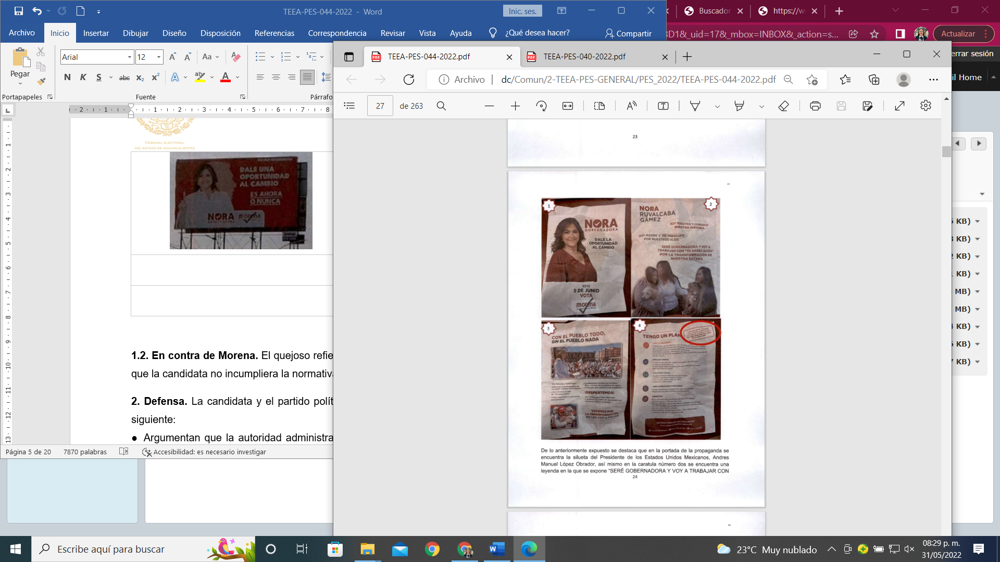 TEEA-PES-044-2022 - Word
Inic. ses.
Buscador
https://w
Archivo
Inicio
Insertar
Dibujar
Diseño
Disposición
Referencias
Correspondencia
Revisar
Vista
Ayuda
¿Qué desea hacer?
Compartir
3D1&_uid=17&_mbox=INBOX&_action=s...
Actualizar
Pegar
Arial
12
Portapapeles
Fuente
Párrafo
TEEA-PES-044-2022.pdf
TEEA-PES-040-2022.pdf
errar sesión
Archivo
dc/Comun/2-TEEA-PES-GENERAL/PES_2022/TEEA-PES-044-2022.pdf
il Home
27
de 263
TRIBUNAL ELECTORAL
DEL ESTADO DE AGUASCALIENTES
DALE UNA
OPORTUNIDAD
AL CAMBIO
ES AHORA
O NUNCA
NORA
GOBERNADORA
morena
1.2. En contra de Morena. El quejoso refie
que la candidata no incumpliera la normativa
2. Defensa. La candidata y el partido polít
siguiente:
● Argumentan que la autoridad administra
Página 5 de 20
7870 palabras
Accesibilidad: es necesario investigar
23
1
NORA
GOBERNADORA
DALE LA
OPORTUNIDAD
AL CAMBIO
ESTE
5 DE JUNIO
VOTA
morena
2
NORA
RUVALCABA
GÁMEZ
SOY MAESTRA Y CONOZCO
NUESTRA HISTORIA
SOY MADRE Y ME PREOCUPO
POR NUESTROS HIJOS
SERÉ GOBERNADORA Y VOY A
TRABAJAR CON "YA SABES QUIÉN"
POR LA TRANSFORMACIÓN DE
NUESTRO ESTADO
3
CON EL PUEBLO TODO,
SIN EL PUEBLO NADA
¡DESPERTEMOS!
VOTEMOS POR
LA TRANSFORMACIÓN,
NO LES VOY A FALLAR
4
TENGO UN PLAN
BIENESTAR
De lo anteriormente expuesto se destaca que en la portada de la propaganda se
encuentra la silueta del Presidente de los Estados Unidos Mexicanos, Andres
Manuel López Obrador, así mismo en la caratula número dos se encuentra una
leyenda en la que se expone "SERÉ GOBERNADORA Y VOY A TRABAJAR CON
24
KB)
KB)
KB)
KB)
MB)
MB)
KB)
KB)
KB)
Escribe aquí para buscar
23°C Muy nublado
08:29 p. m.
31/05/2022